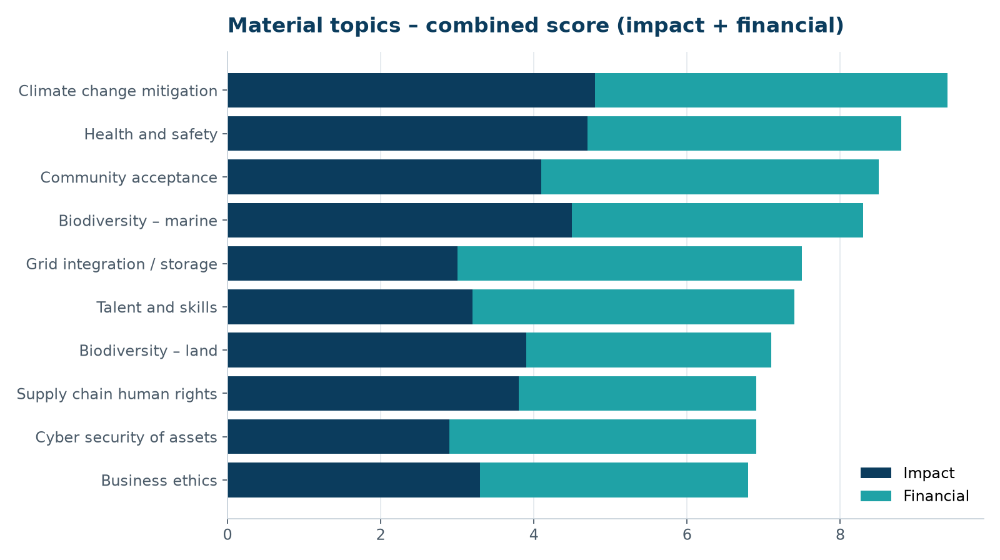 Material topics – combined score (impact + financial)
Climate change mitigation
Health and safety
Community acceptance
Biodiversity – marine
Grid integration / storage
Talent and skills
Biodiversity – land
Supply chain human rights
Cyber security of assets
Business ethics
Impact
Financial
0 2 4 6 8